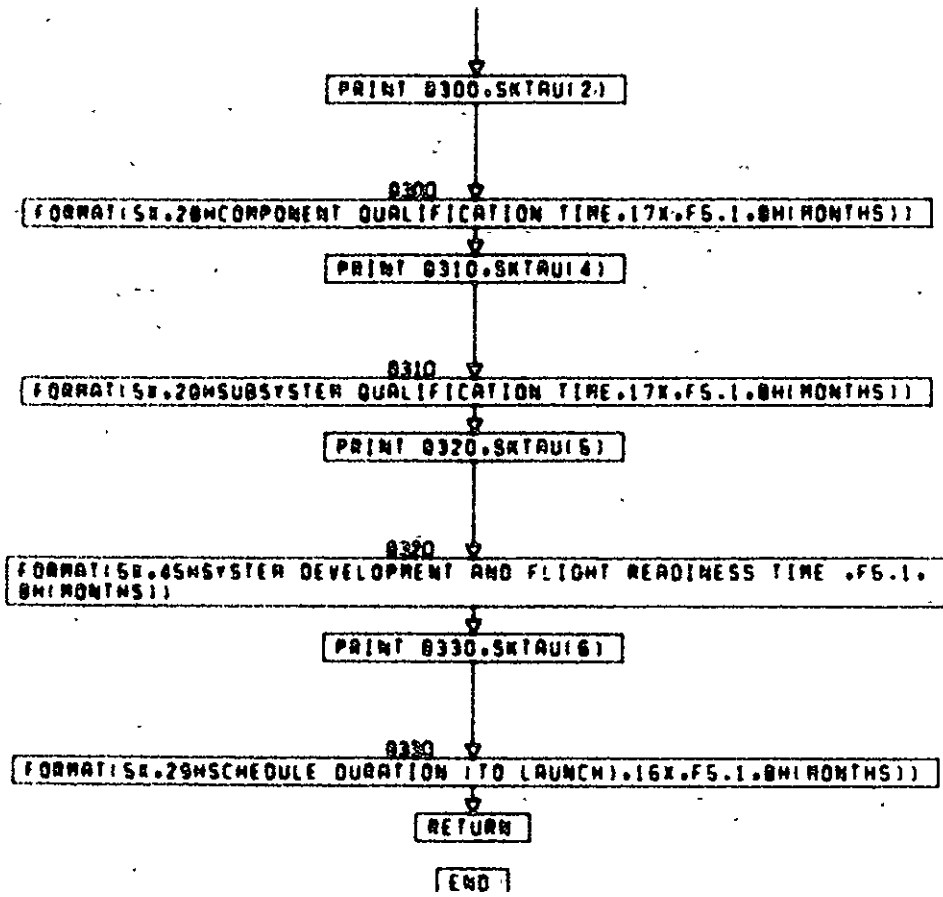 PRINT 8300,SKTAU(2)
8300
FORMAT(5X,28HCOMPONENT QUALIFICATION TIME,17X,F5.1,8H(MONTHS))
PRINT 8310,SKTAU(4)
8310
FORMAT(5X,28HSUBSYSTEM QUALIFICATION TIME,17X,F5.1,8H(MONTHS))
PRINT 8320,SKTAU(5)
8320
FORMAT(5X,45HSYSTEM DEVELOPMENT AND FLIGHT READINESS TIME ,F5.1,
8H(MONTHS))
PRINT 8330,SKTAU(6)
8330
FORMAT(5X,29HSCHEDULE DURATION (TO LAUNCH),16X,F5.1,8H(MONTHS))
RETURN
END